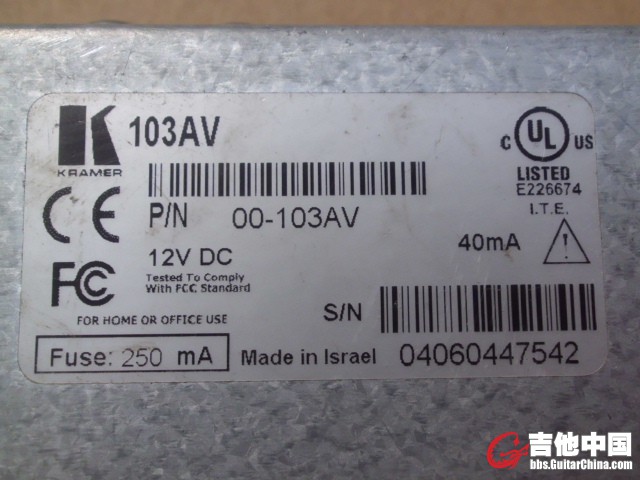 K
KRAMER
103AV
C UL US
LISTED
E226674
I.T.E.
CE
P/N 00-103AV
12V DC
40mA
FC
Tested To Comply
With FCC Standard
FOR HOME OR OFFICE USE
S/N
Fuse: 250 mA
Made in Israel
04060447542
吉他中国
bbs.GuitarChina.com